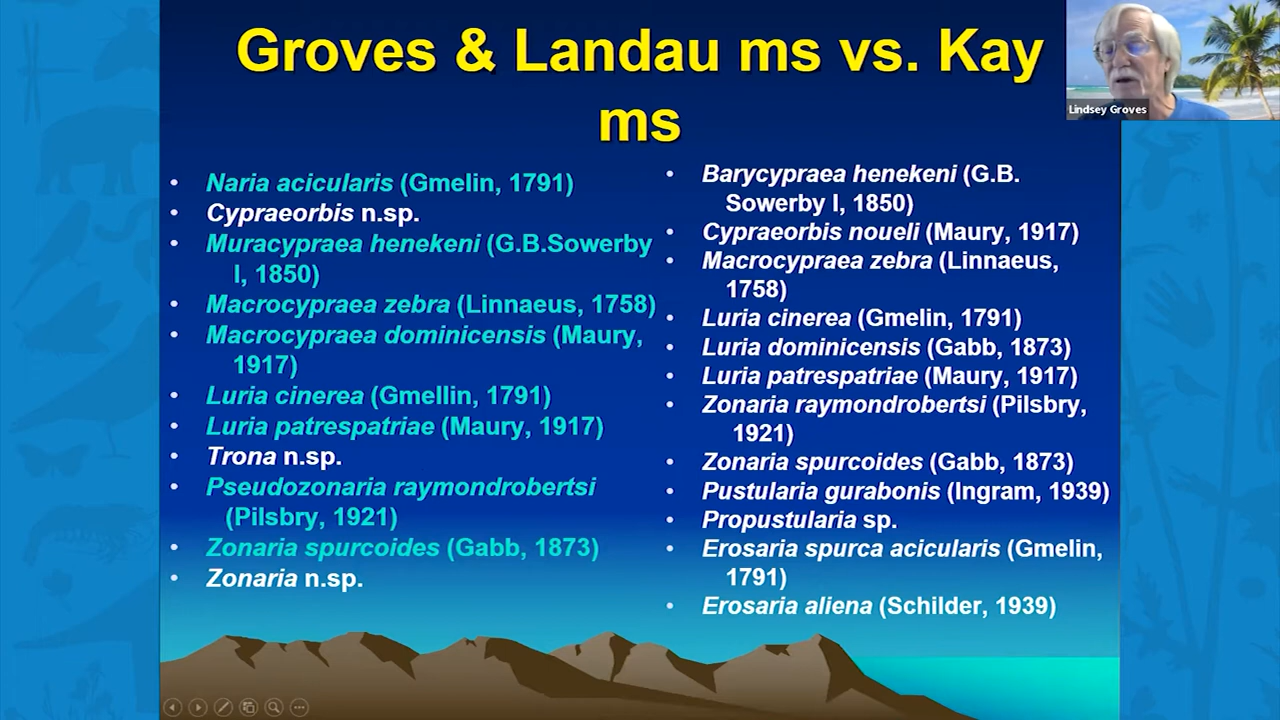 Groves & Landau ms vs. Kay
ms
Lindsey Groves
• Naria acicularis (Gmelin, 1791)
• Cypraeorbis n.sp.
• Muracypraea henekeni (G.B.Sowerby
I, 1850)
• Macrocypraea zebra (Linnaeus, 1758)
• Macrocypraea dominicensis (Maury,
1917)
• Luria cinerea (Gmellin, 1791)
• Luria patrespatriae (Maury, 1917)
• Trona n.sp.
• Pseudozonaria raymondrobertsi
(Pilsbry, 1921)
• Zonaria spurcoides (Gabb, 1873)
• Zonaria n.sp.
• Barycypraea henekeni (G.B.
Sowerby I, 1850)
• Cypraeorbis noueli (Maury, 1917)
• Macrocypraea zebra (Linnaeus,
1758)
• Luria cinerea (Gmelin, 1791)
• Luria dominicensis (Gabb, 1873)
• Luria patrespatriae (Maury, 1917)
• Zonaria raymondrobertsi (Pilsbry,
1921)
• Zonaria spurcoides (Gabb, 1873)
• Pustularia gurabonis (Ingram, 1939)
• Propustularia sp.
• Erosaria spurca acicularis (Gmelin,
1791)
• Erosaria aliena (Schilder, 1939)